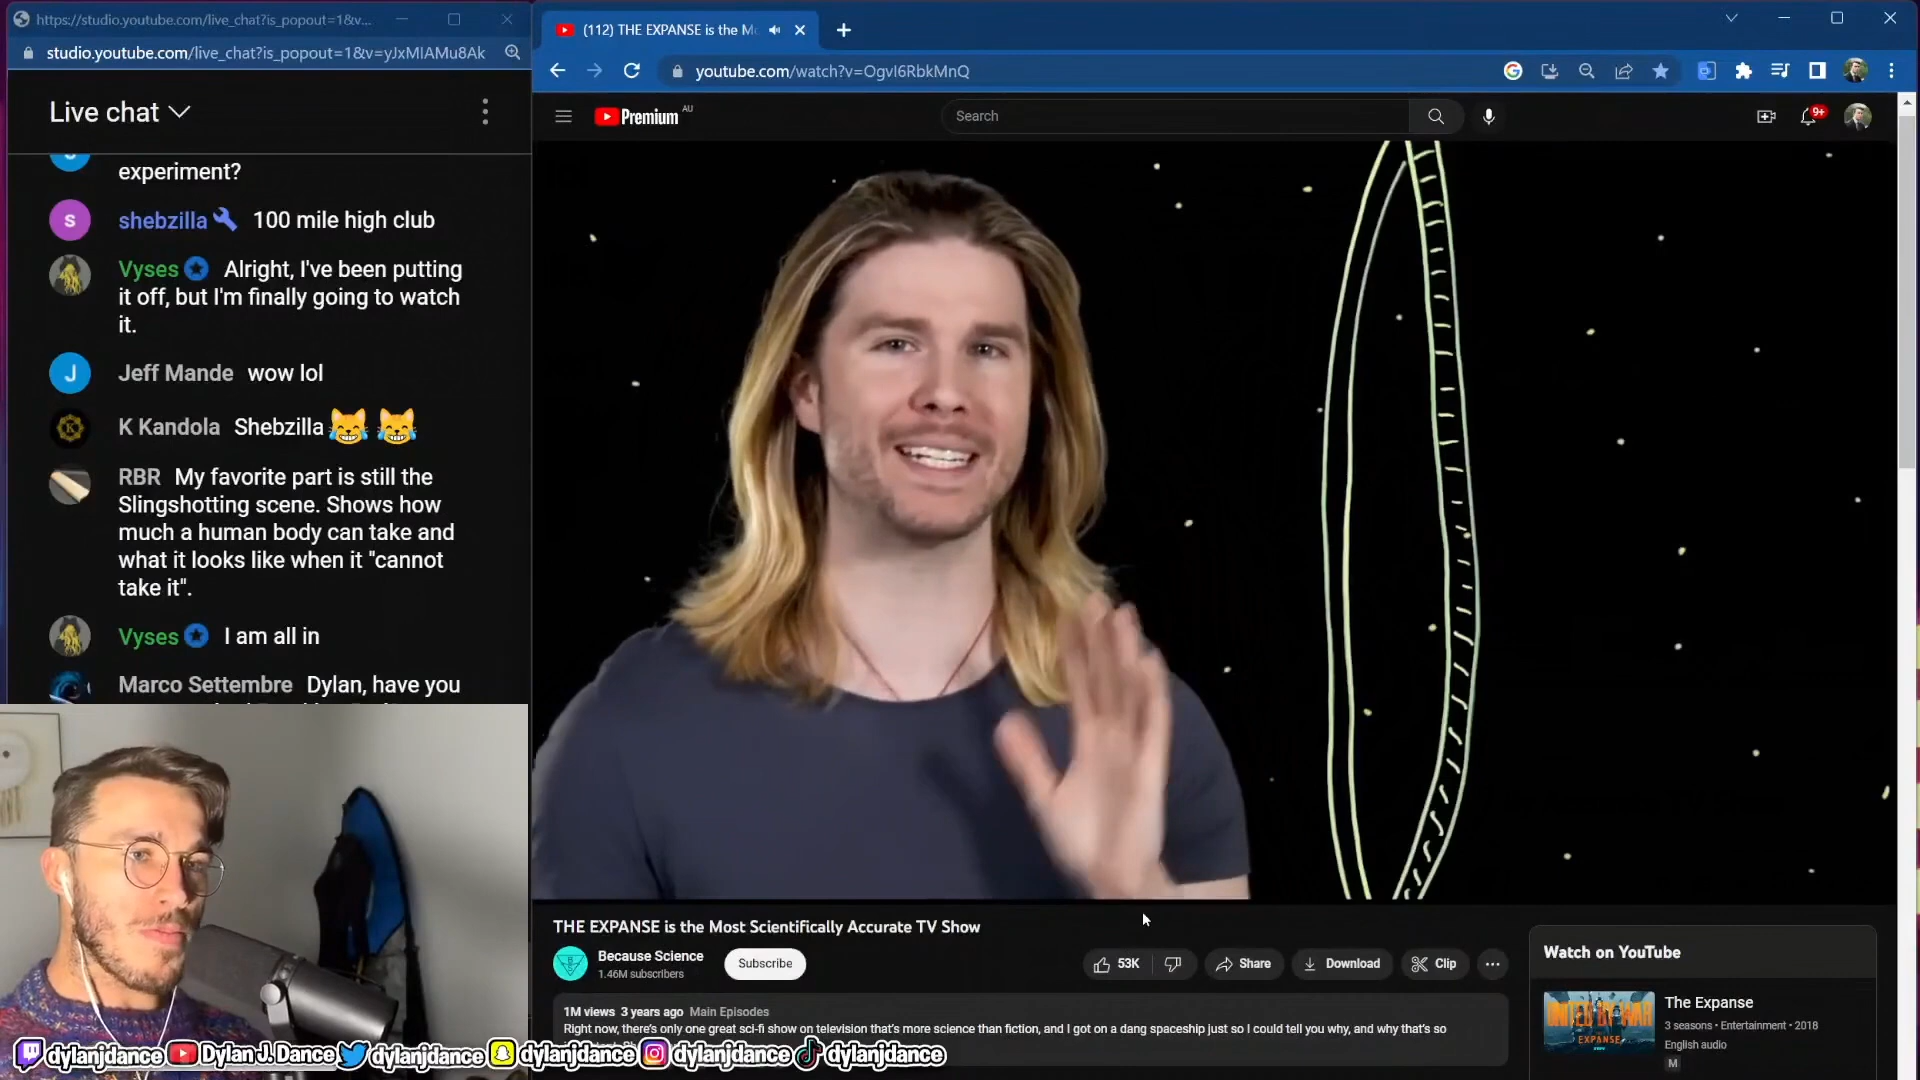 https://studio.youtube.com/live_chat?is_popout=1&v...
studio.youtube.com/live_chat?is_popout=1&v=yJxMIAMu8Ak
Live chat
experiment?
s
shebzilla 100 mile high club
Vyses Alright, I've been putting
it off, but I'm finally going to watch
it.
J
Jeff Mande wow lol
K
K Kandola Shebzilla
RBR My favorite part is still the
Slingshotting scene. Shows how
much a human body can take and
what it looks like when it "cannot
take it".
Vyses I am all in
Marco Settembre Dylan, have you
(112) THE EXPANSE is the Mo
youtube.com/watch?v=Ogvl6RbkMnQ
Premium AU
Search
9+
THE EXPANSE is the Most Scientifically Accurate TV Show
Because Science
1.46M subscribers
Subscribe
53K
Share
Download
Clip
1M views 3 years ago Main Episodes
Right now, there's only one great sci-fi show on television that's more science than fiction, and I got on a dang spaceship just so I could tell you why, and why that's so
Watch on YouTube
The Expanse
3 seasons • Entertainment • 2018
English audio
M
EXPANSE
dylanjdance Dylan J. Dance dylanjdance dylanjdance dylanjdance dylanjdance